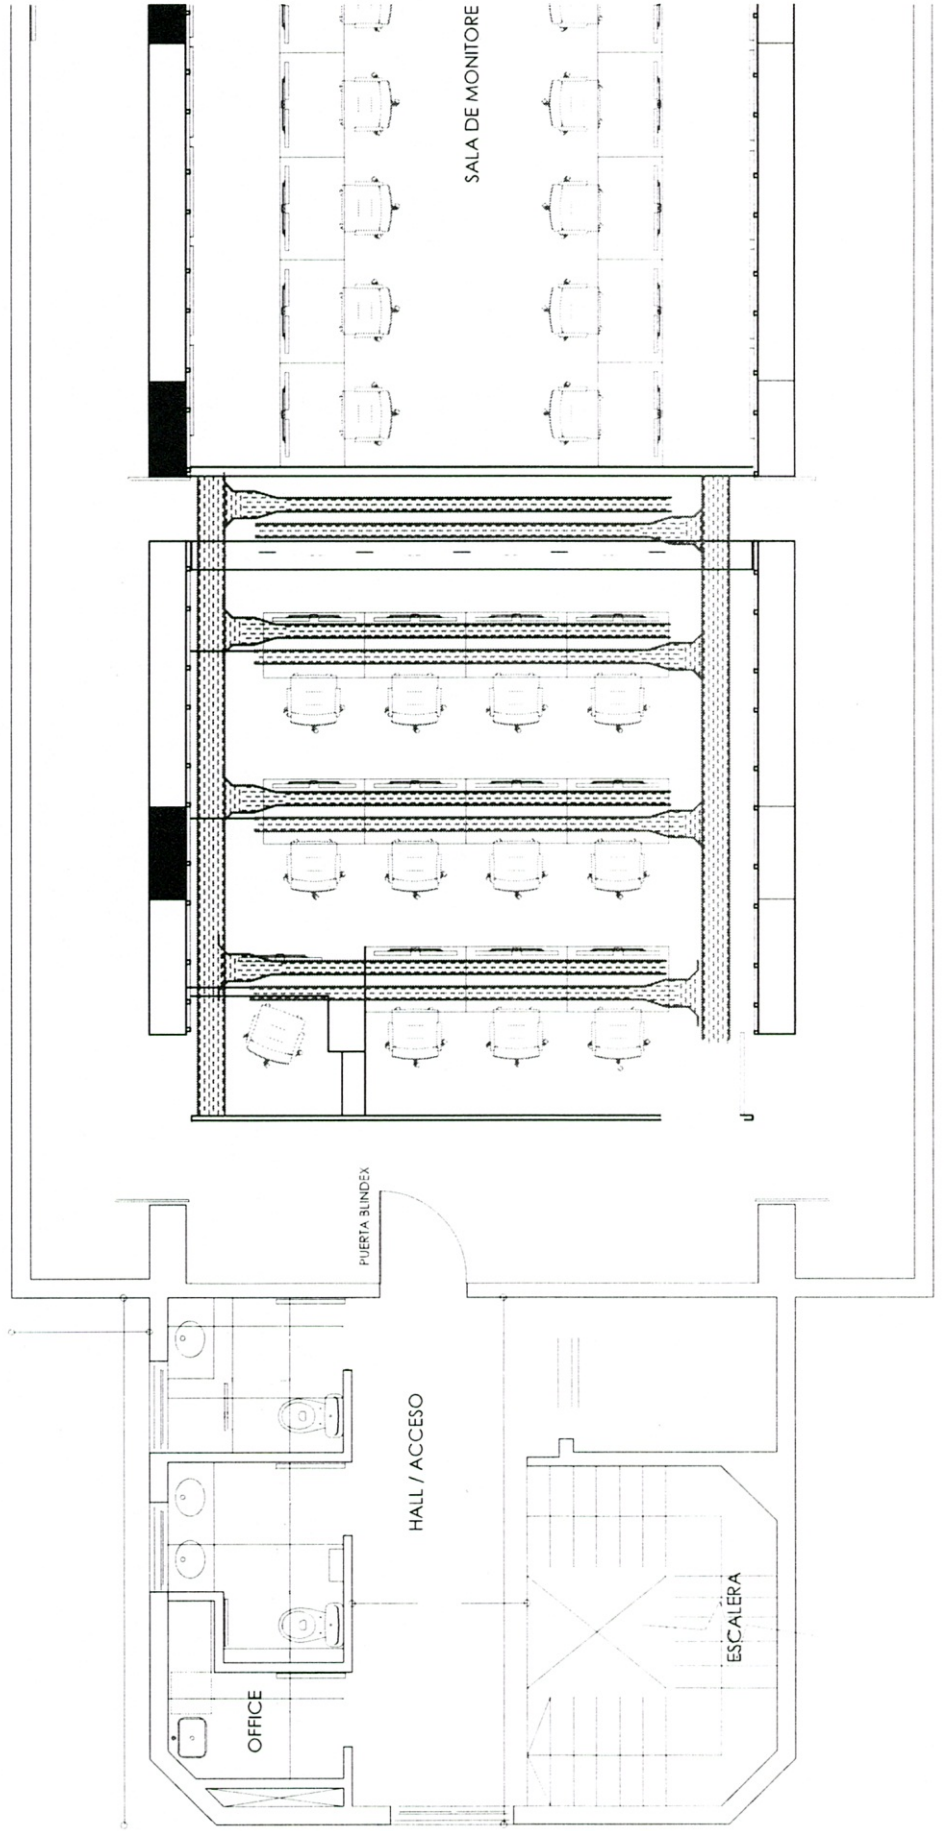 SALA DE MONITORE
PUERTA BLINDEX
HALL / ACCESO
OFFICE
ESCALERA